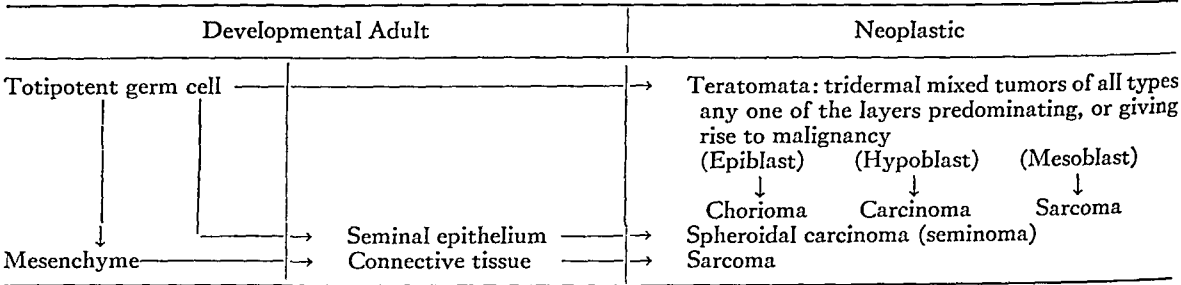 Developmental Adult Neoplastic
Totipotent germ cell Teratomata: tridermal mixed tumors of all types
any one of the layers predominating, or giving
rise to malignancy
(Epiblast) (Hypoblast) (Mesoblast)
Chorioma Carcinoma Sarcoma
Seminal epithelium Spheroidal carcinoma (seminoma)
Mesenchyme Connective tissue Sarcoma